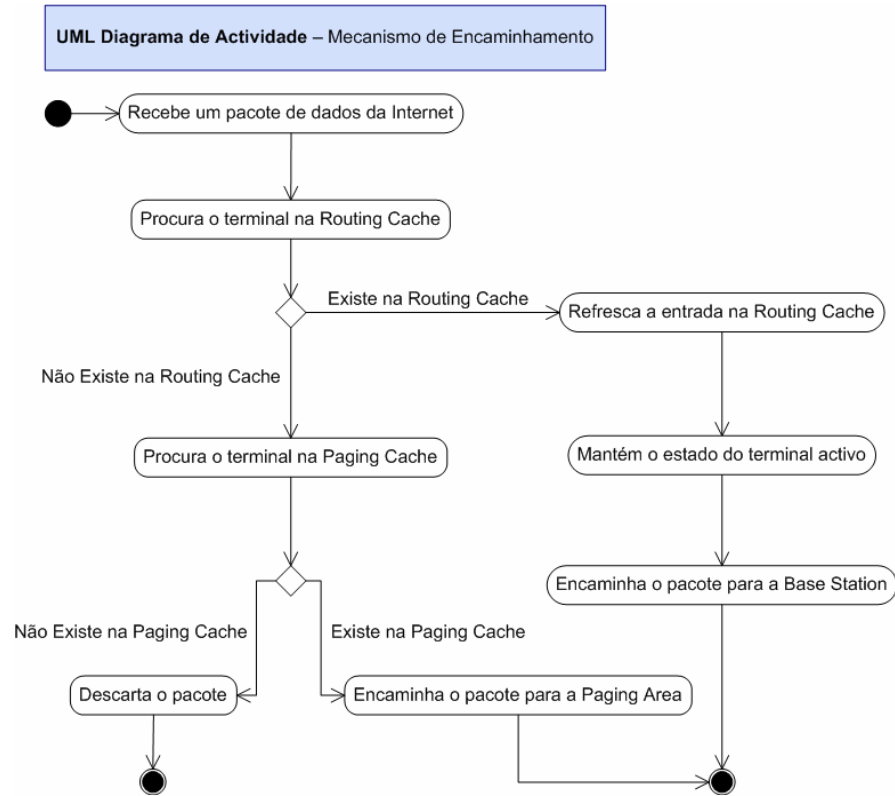 UML Diagrama de Actividade – Mecanismo de Encaminhamento
Recebe um pacote de dados da Internet
Procura o terminal na Routing Cache
Existe na Routing Cache
Refresca a entrada na Routing Cache
Não Existe na Routing Cache
Procura o terminal na Paging Cache
Mantém o estado do terminal activo
Encaminha o pacote para a Base Station
Não Existe na Paging Cache
Existe na Paging Cache
Descarta o pacote
Encaminha o pacote para a Paging Area